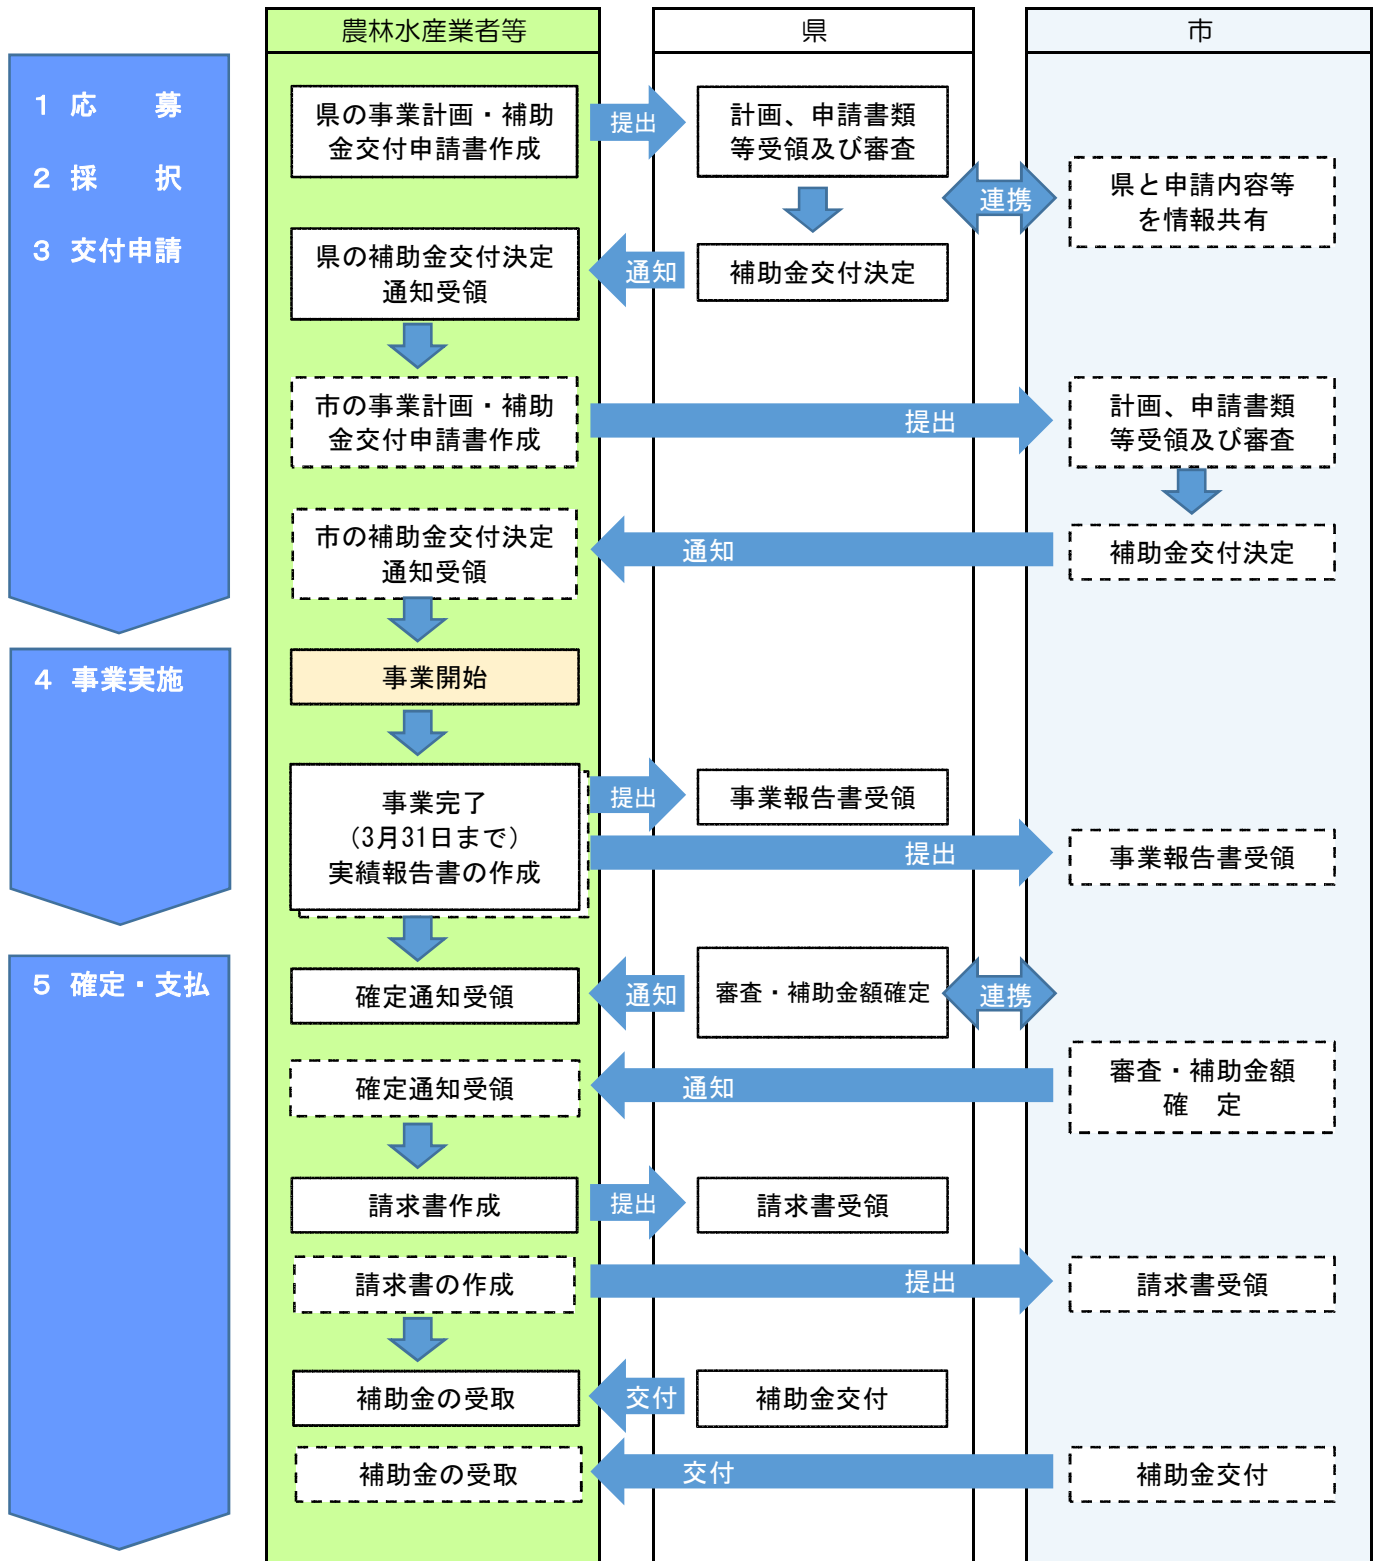 農林水産業者等
県
市
1 応　　募
2 採　　択
3 交付申請
県の事業計画・補助
金交付申請書作成
提出
計画、申請書類
等受領及び審査
連携
県と申請内容等
を情報共有
県の補助金交付決定
通知受領
通知
補助金交付決定
市の事業計画・補助
金交付申請書作成
提出
計画、申請書類
等受領及び審査
市の補助金交付決定
通知受領
通知
補助金交付決定
4 事業実施
事業開始
事業完了
（3月31日まで）
実績報告書の作成
提出
事業報告書受領
提出
事業報告書受領
5 確定・支払
確定通知受領
通知
審査・補助金額確定
連携
確定通知受領
通知
審査・補助金額
確　定
請求書作成
提出
請求書受領
請求書の作成
提出
請求書受領
補助金の受取
交付
補助金交付
補助金の受取
交付
補助金交付